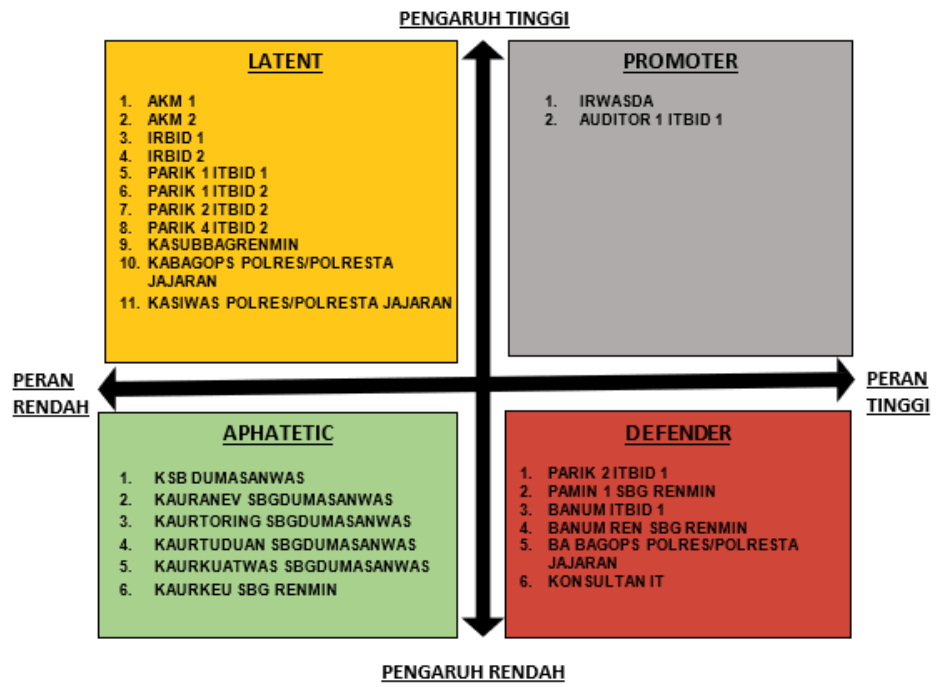 PENGARUH TINGGI
LATENT
1. AKM 1
2. AKM 2
3. IRBID 1
4. IRBID 2
5. PARIK 1 ITBID 1
6. PARIK 1 ITBID 2
7. PARIK 2 ITBID 2
8. PARIK 4 ITBID 2
9. KASUBBAGRENMIN
10. KABAGOPS POLRES/POLRESTA
JAJARAN
11. KASIWAS POLRES/POLRESTA JAJARAN
PROMOTER
1. IRWASDA
2. AUDITOR 1 ITBID 1
PERAN
RENDAH
PERAN
TINGGI
APHATETIC
1. KSB DUMASANWAS
2. KAURANEV SBGDUMASANWAS
3. KAURTORING SBGDUMASANWAS
4. KAURTUDUAN SBGDUMASANWAS
5. KAURKUATWAS SBGDUMASANWAS
6. KAURKEU SBG RENMIN
DEFENDER
1. PARIK 2 ITBID 1
2. PAMIN 1 SBG RENMIN
3. BANUM ITBID 1
4. BANUM REN SBG RENMIN
5. BA BAGOPS POLRES/POLRESTA
JAJARAN
6. KONSULTAN IT
PENGARUH RENDAH